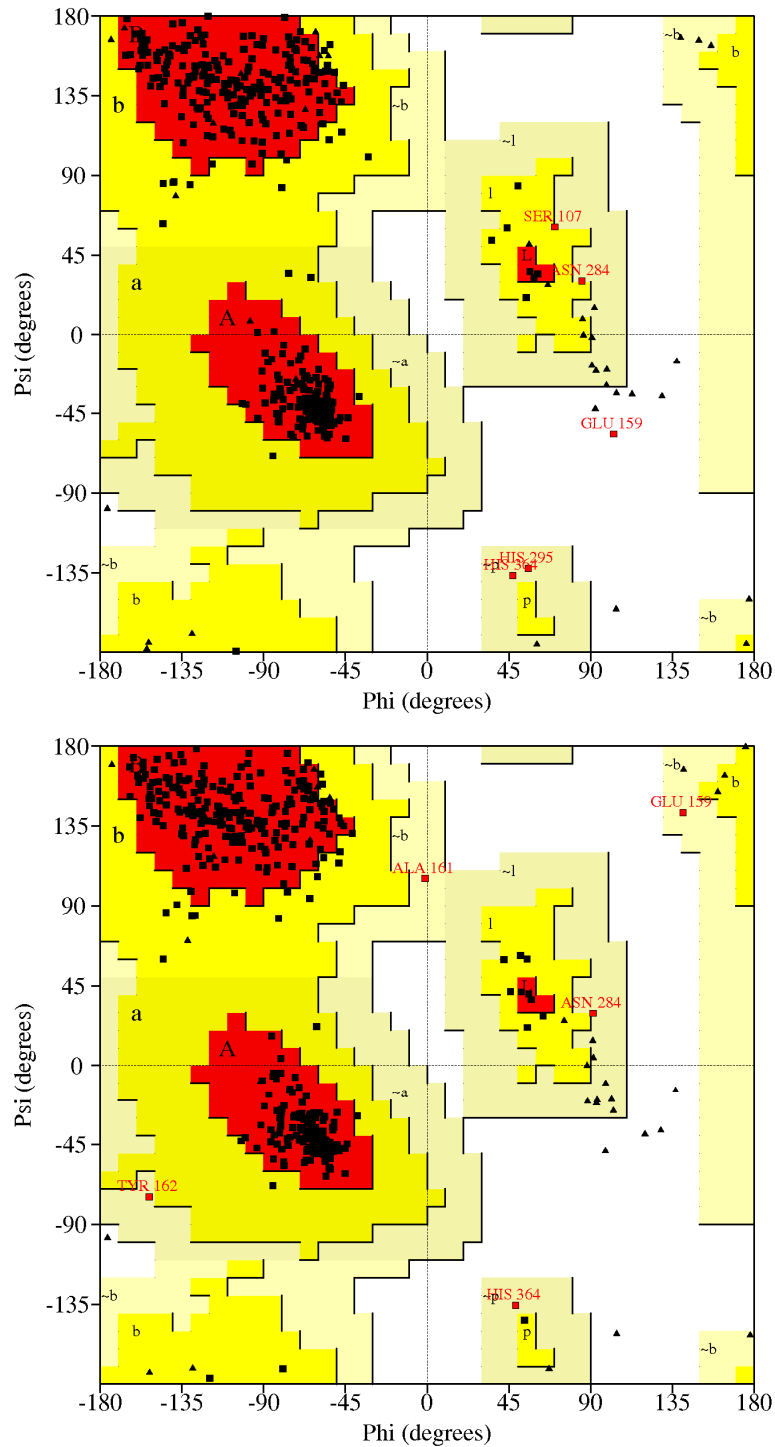 180
135
90
45
0
-45
-90
-135
Psi (degrees)
B
b
~b
~b
b
~l
l
SER 107
L
ASN 284
a
A
~a
GLU 159
~b
b
HIS 295
~p
HIS 364
p
~b
-180 -135 -90 -45 0 45 90 135 180
Phi (degrees)
180
135
90
45
0
-45
-90
-135
Psi (degrees)
b
~b
~b
b
GLU 159
ALA 161
~l
l
L
ASN 284
a
A
~a
TYR 162
~b
b
~p
HIS 364
p
~b
-180 -135 -90 -45 0 45 90 135 180
Phi (degrees)